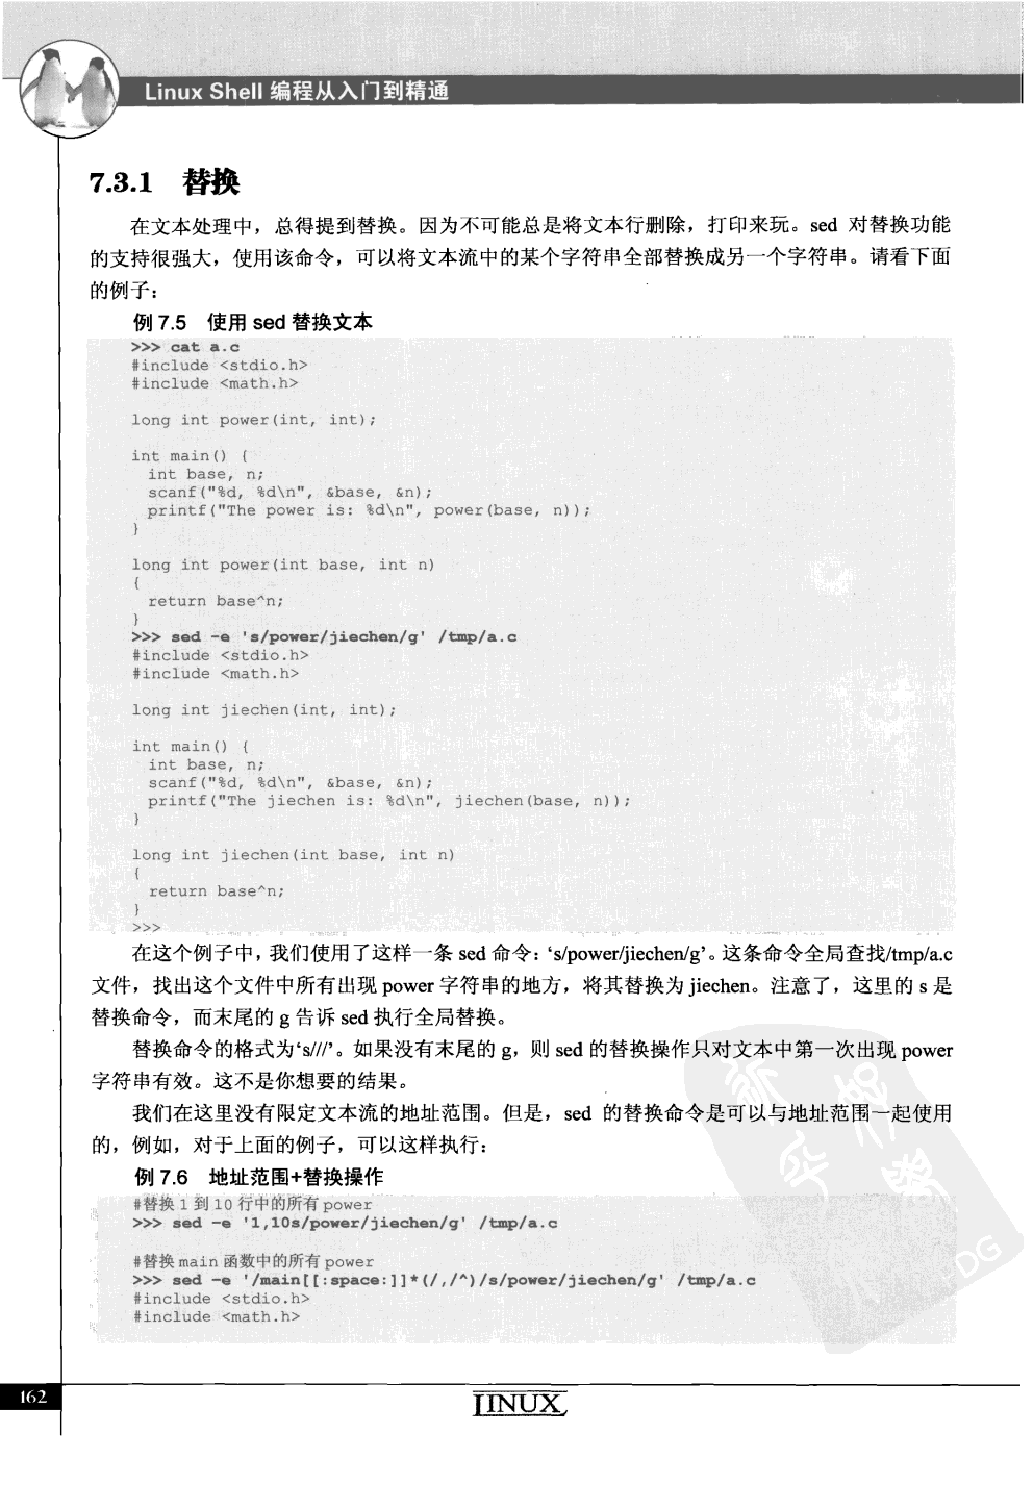 Linux Shell 编程从入门到精通
7.3.1 替换
在文本处理中，总得提到替换。因为不可能总是将文本行删除，打印来玩。sed 对替换功能
的支持很强大，使用该命令，可以将文本流中的某个字符串全部替换成另一个字符串。请看下面
的例子：
例 7.5 使用 sed 替换文本
>>> cat a.c
#include <stdio.h>
#include <math.h>
long int power(int, int);
int main() {
int base, n;
scanf("%d, %d\n", &base, &n);
printf("The power is: %d\n", power(base, n));
}
long int power(int base, int n)
{
return base^n;
}
>>> sed -e 's/power/jiechen/g' /tmp/a.c
#include <stdio.h>
#include <math.h>
long int jiechen(int, int);
int main() {
int base, n;
scanf("%d, %d\n", &base, &n);
printf("The jiechen is: %d\n", jiechen(base, n));
}
long int jiechen(int base, int n)
{
return base^n;
}
>>>
在这个例子中，我们使用了这样一条 sed 命令：‘s/power/jiechen/g’。这条命令全局查找/tmp/a.c
文件，找出这个文件中所有出现 power 字符串的地方，将其替换为 jiechen。注意了，这里的 s 是
替换命令，而末尾的 g 告诉 sed 执行全局替换。
替换命令的格式为‘s///’。如果没有末尾的 g，则 sed 的替换操作只对文本中第一次出现 power
字符串有效。这不是你想要的结果。
我们在这里没有限定文本流的地址范围。但是，sed 的替换命令是可以与地址范围一起使用
的，例如，对于上面的例子，可以这样执行：
例 7.6 地址范围+替换操作
#替换 1 到 10 行中的所有 power
>>> sed -e '1,10s/power/jiechen/g' /tmp/a.c
#替换 main 函数中的所有 power
>>> sed -e '/main[[:space:]]*(/,/^)/s/power/jiechen/g' /tmp/a.c
#include <stdio.h>
#include <math.h>
162
LINUX